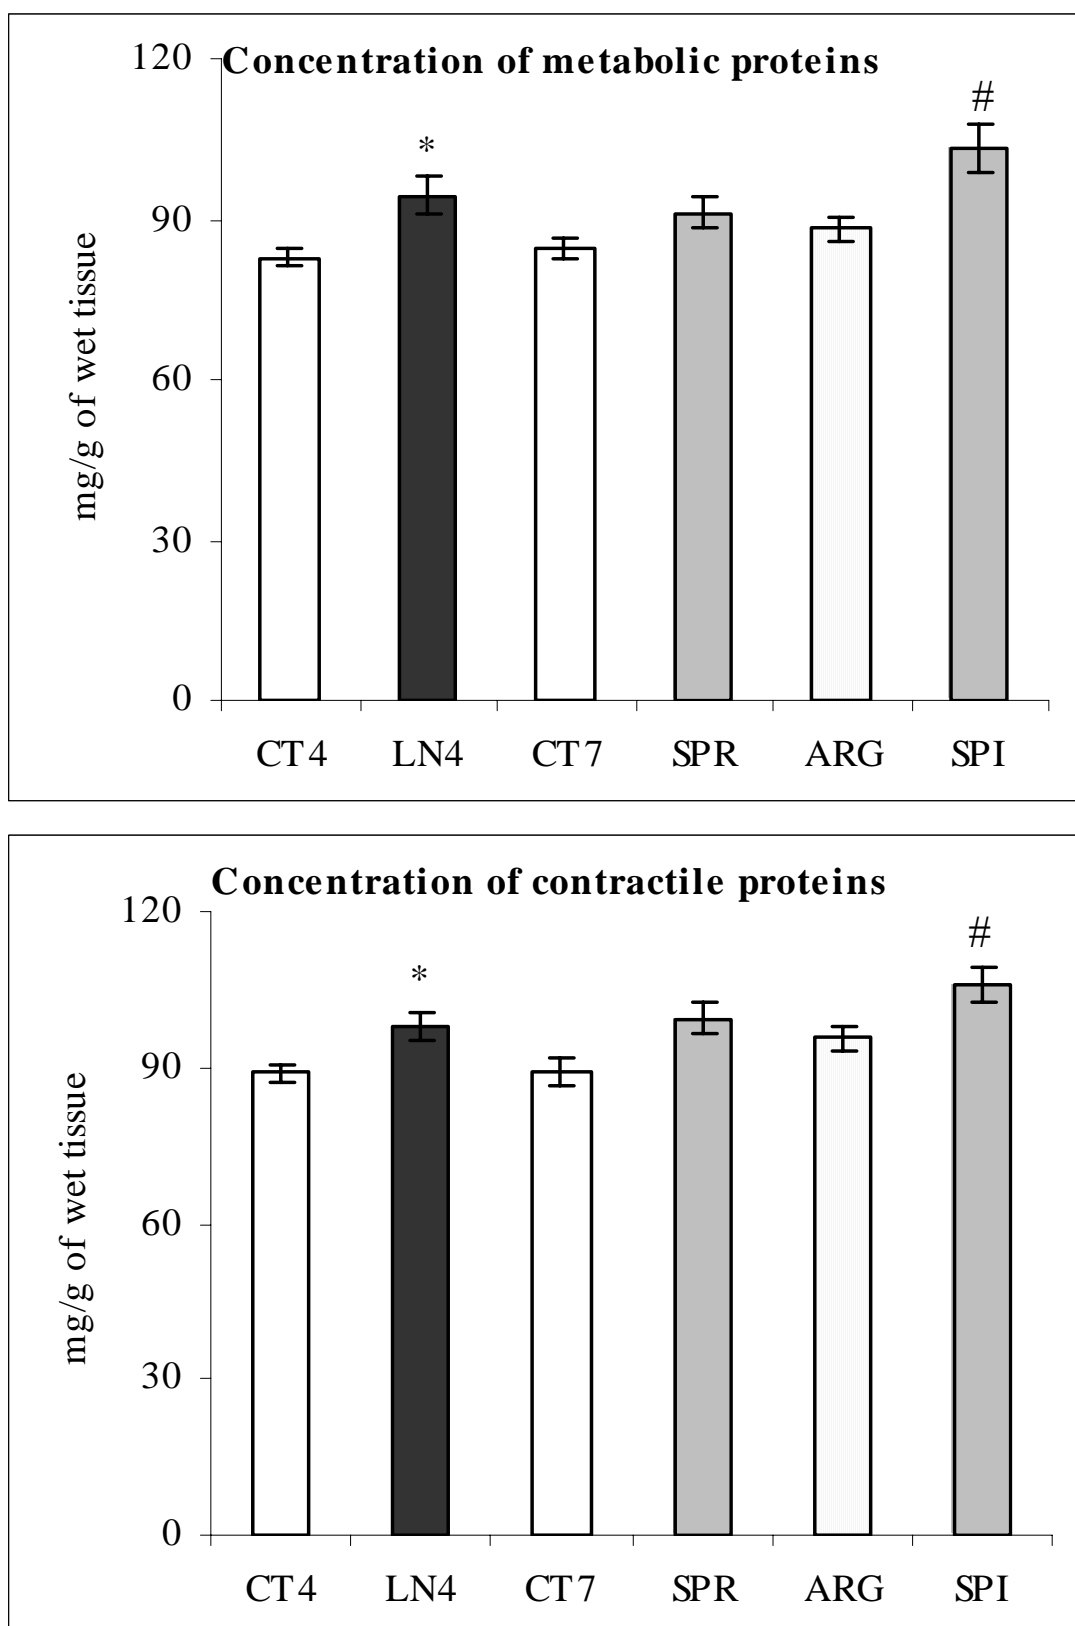 Concentration of metabolic proteins
120
90
60
30
0
mg/g of wet tissue
*
#
CT4 LN4 CT7 SPR ARG SPI
Concentration of contractile proteins
120
90
60
30
0
mg/g of wet tissue
*
#
CT4 LN4 CT7 SPR ARG SPI